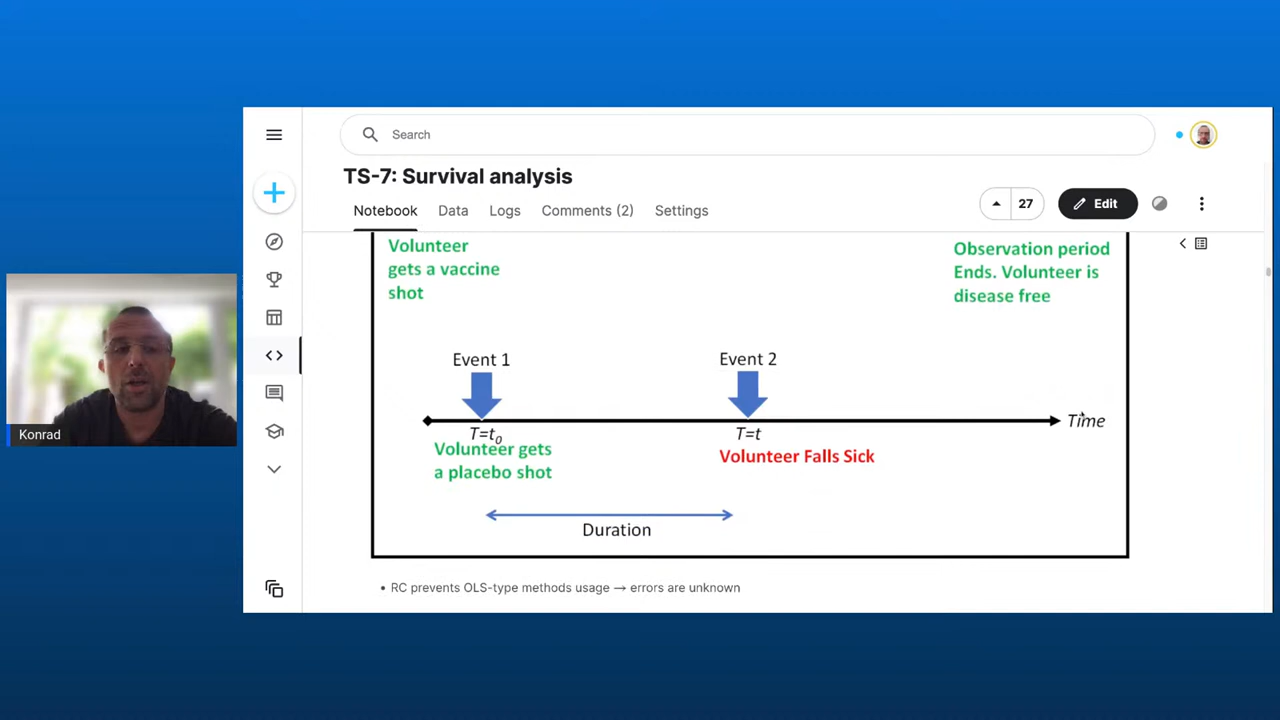 Search
TS-7: Survival analysis
27
Edit
Notebook
Data
Logs
Comments (2)
Settings
Volunteer
gets a vaccine
shot
Observation period
Ends. Volunteer is
disease free
Event 1
Event 2
T=t₀
T=t
Time
Volunteer gets
a placebo shot
Volunteer Falls Sick
Duration
• RC prevents OLS-type methods usage → errors are unknown
Konrad